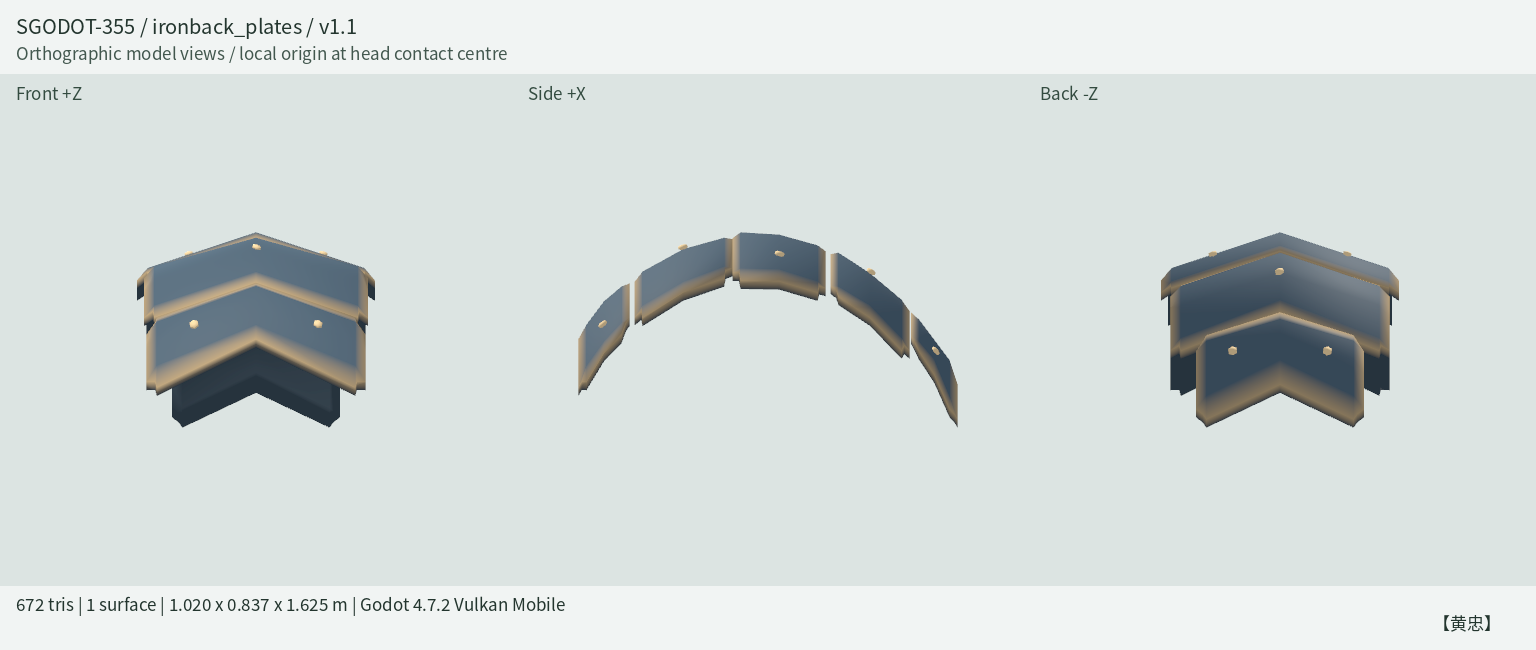 SGODOT-355 / ironback_plates / v1.1
Orthographic model views / local origin at head contact centre
Front +Z
Side +X
Back -Z
672 tris | 1 surface | 1.020 x 0.837 x 1.625 m | Godot 4.7.2 Vulkan Mobile
【黄忠】